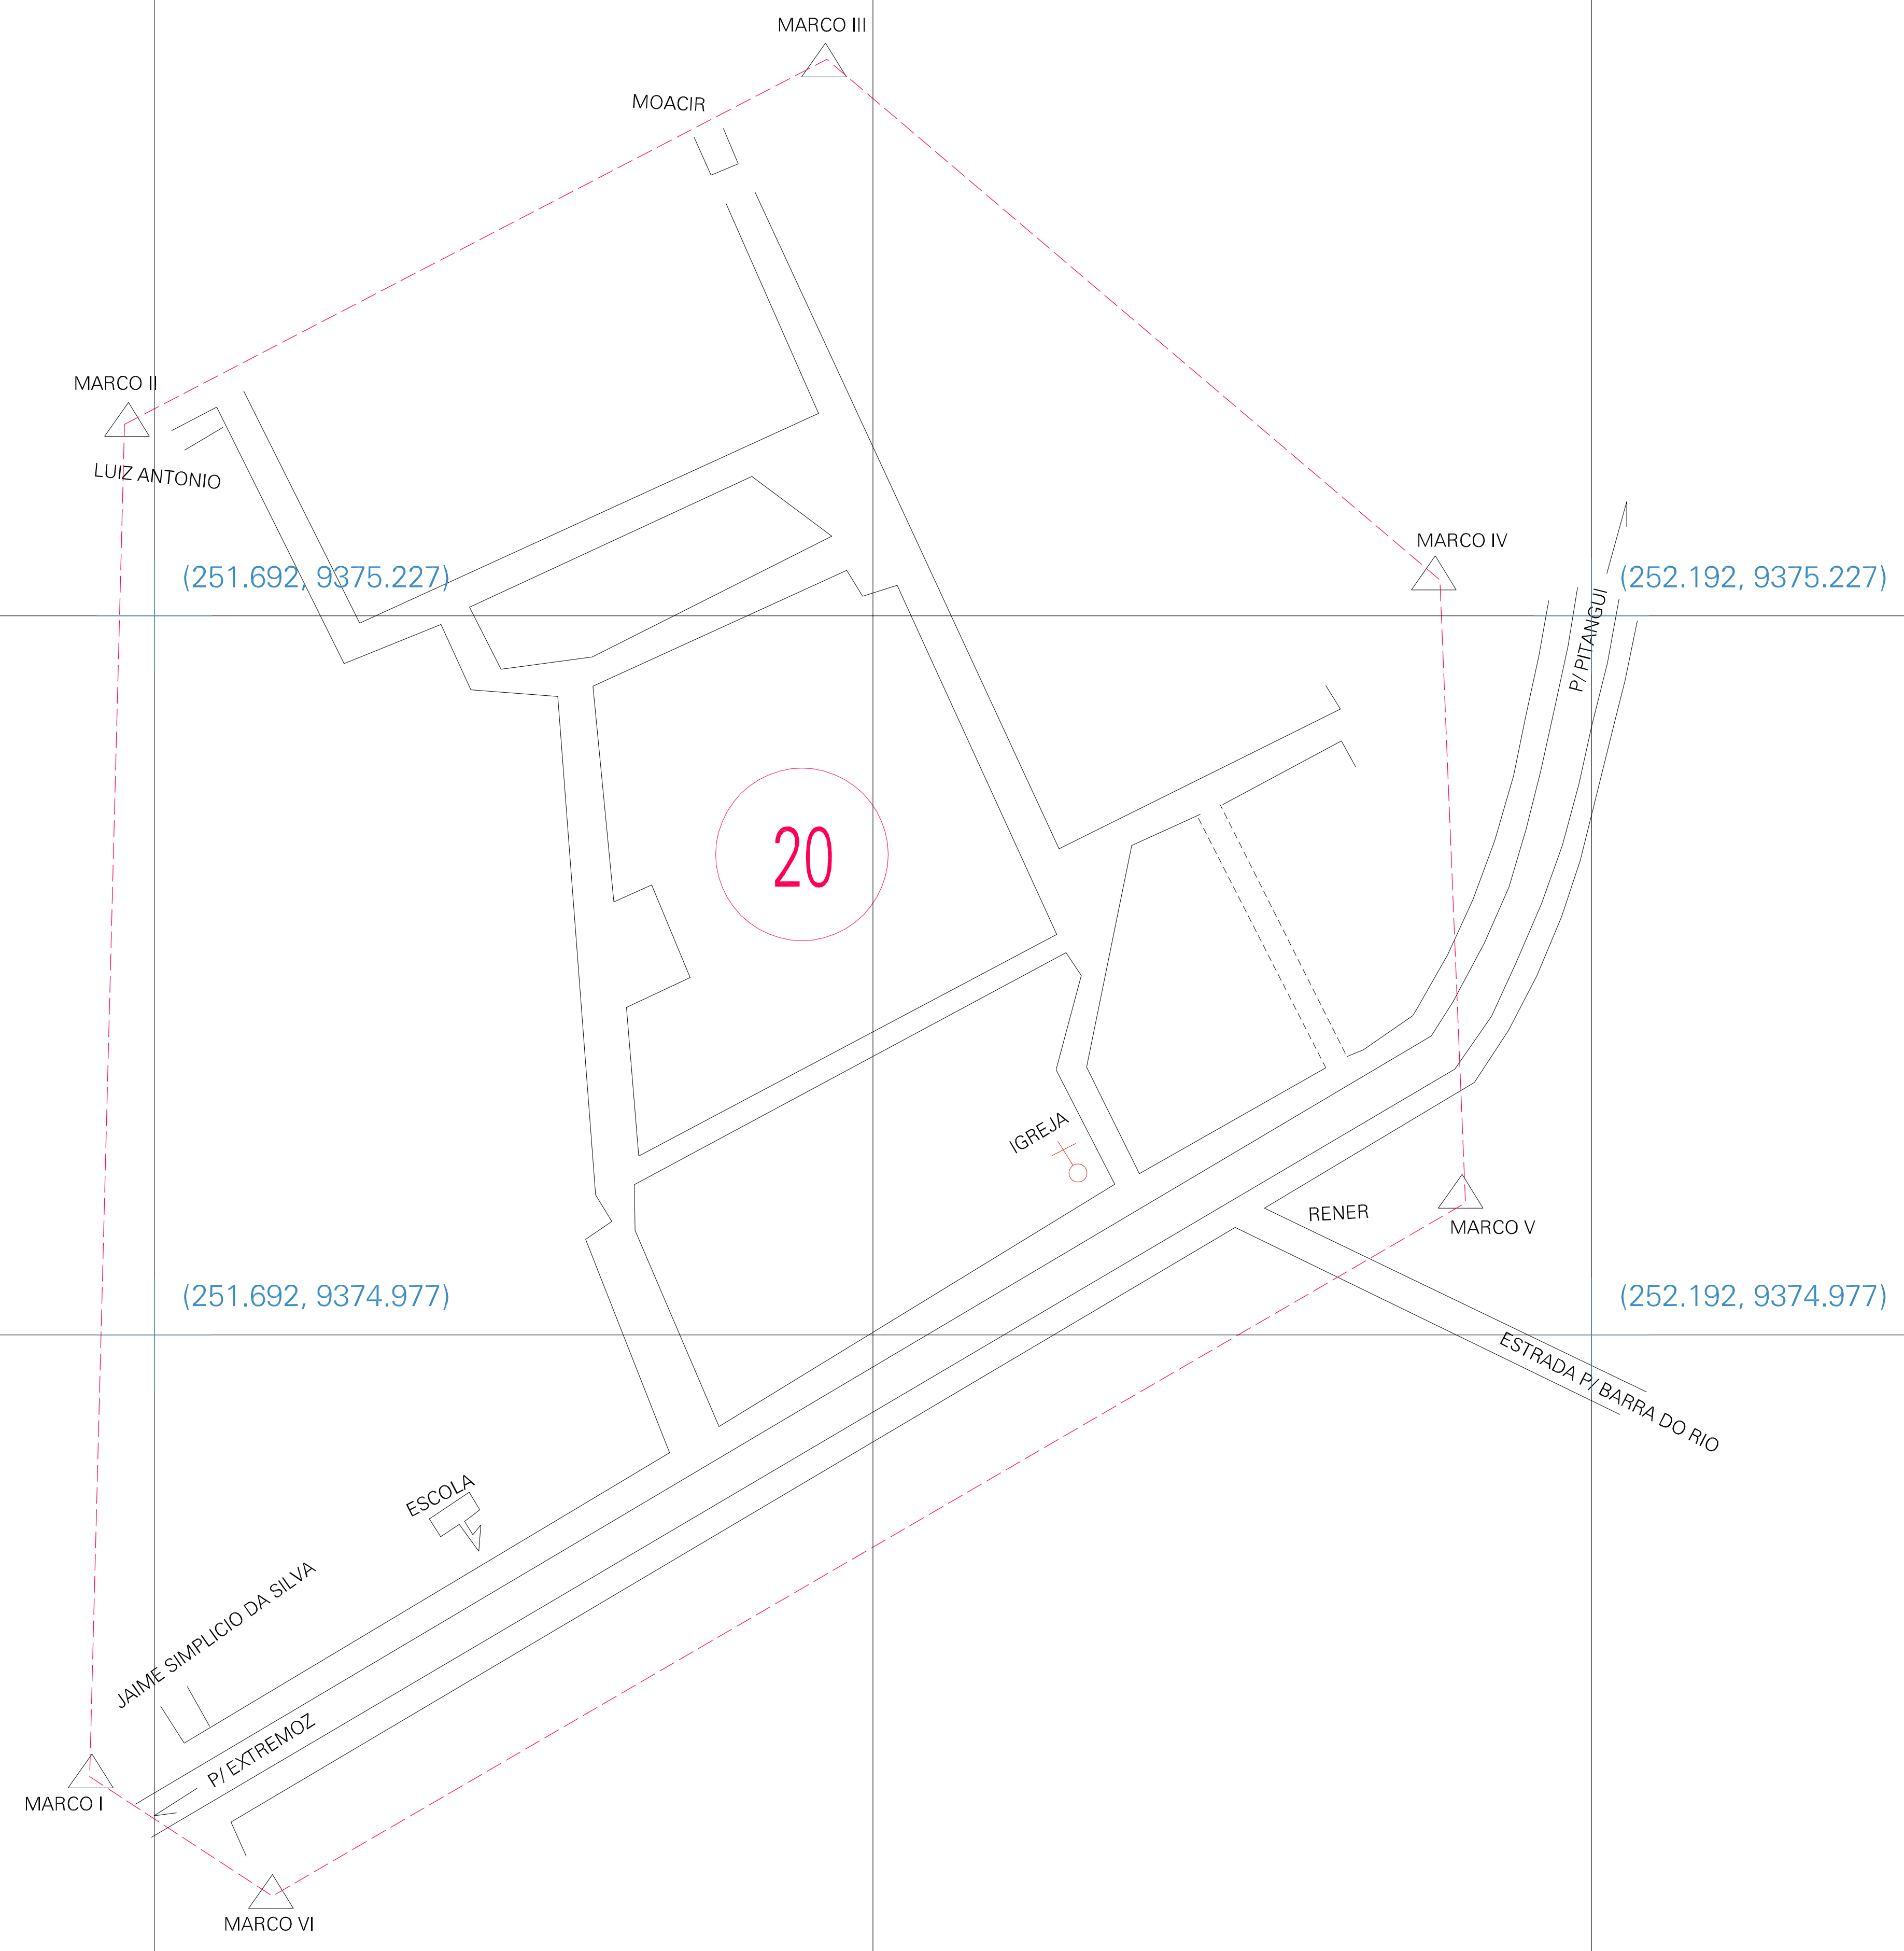 MARCO III
MOACIR
MARCO II
LUIZ ANTONIO
MARCO IV
(251.692, 9375.227)
(252.192, 9375.227)
P/ PITANGUI
20
IGREJA
RENER
MARCO V
(251.692, 9374.977)
(252.192, 9374.977)
ESTRADA P/ BARRA DO RIO
ESCOLA
JAIME SIMPLICIO DA SILVA
P/ EXTREMOZ
MARCO I
MARCO VI